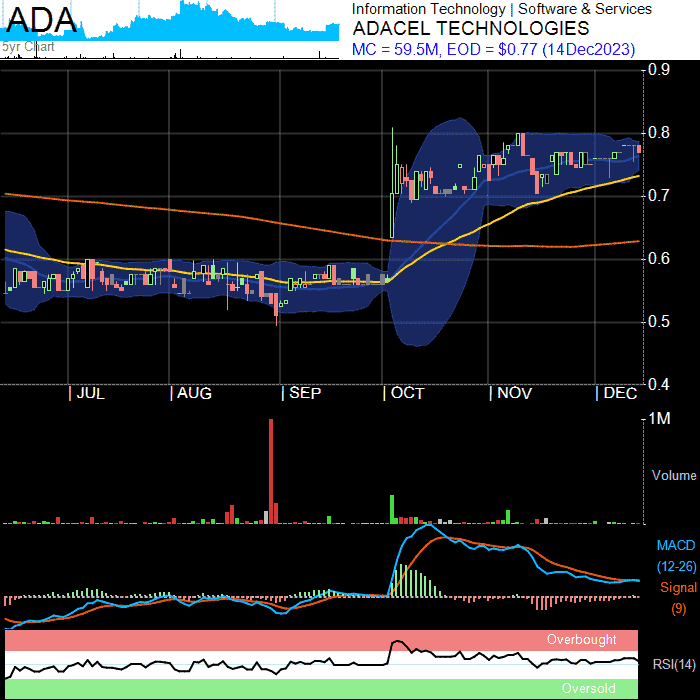 ADA
5yr Chart
Information Technology | Software & Services
ADACEL TECHNOLOGIES
MC = 59.5M, EOD = $0.77 (14Dec2023)
0.9
0.8
0.7
0.6
0.5
0.4
| JUL | AUG | SEP | OCT | NOV | DEC
1M
Volume
MACD
(12-26)
Signal
(9)
Overbought
RSI(14)
Oversold